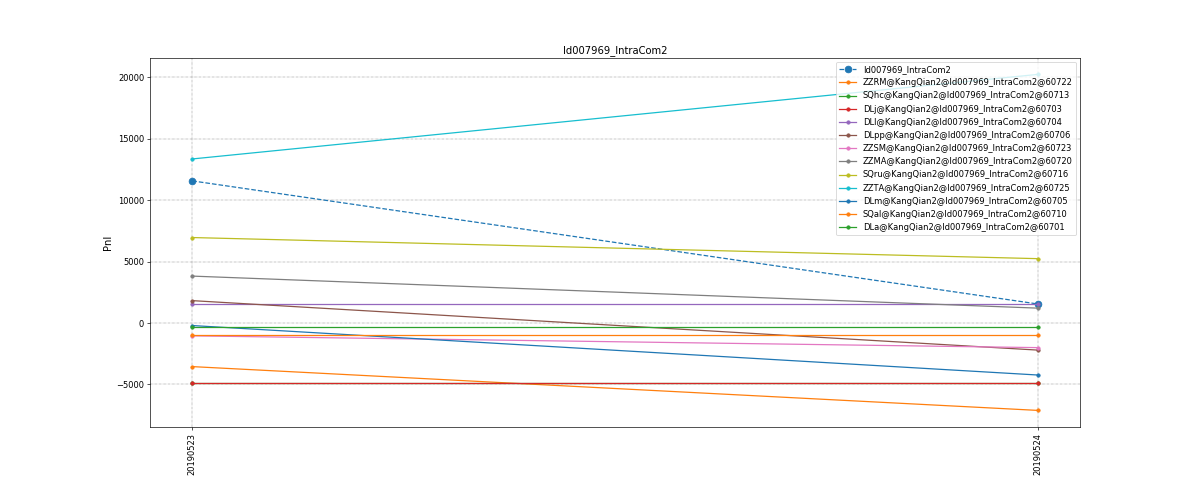 Id007969_IntraCom2
20000
15000
10000
5000
0
−5000
Pnl
20190523
20190524
Id007969_IntraCom2
ZZRM@KangQian2@Id007969_IntraCom2@60722
SQhc@KangQian2@Id007969_IntraCom2@60713
DLj@KangQian2@Id007969_IntraCom2@60703
DLl@KangQian2@Id007969_IntraCom2@60704
DLpp@KangQian2@Id007969_IntraCom2@60706
ZZSM@KangQian2@Id007969_IntraCom2@60723
ZZMA@KangQian2@Id007969_IntraCom2@60720
SQru@KangQian2@Id007969_IntraCom2@60716
ZZTA@KangQian2@Id007969_IntraCom2@60725
DLm@KangQian2@Id007969_IntraCom2@60705
SQal@KangQian2@Id007969_IntraCom2@60710
DLa@KangQian2@Id007969_IntraCom2@60701